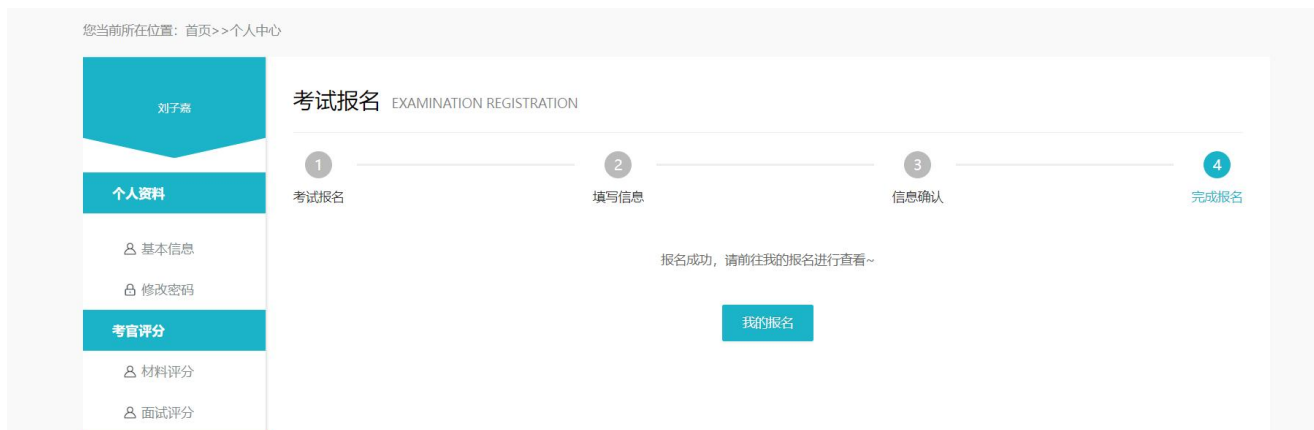 您当前所在位置：首页>>个人中心
刘子嘉
个人资料
基本信息
修改密码
考官评分
材料评分
面试评分
考试报名 EXAMINATION REGISTRATION
1 2 3 4
考试报名 填写信息 信息确认 完成报名
报名成功，请前往我的报名进行查看~
我的报名